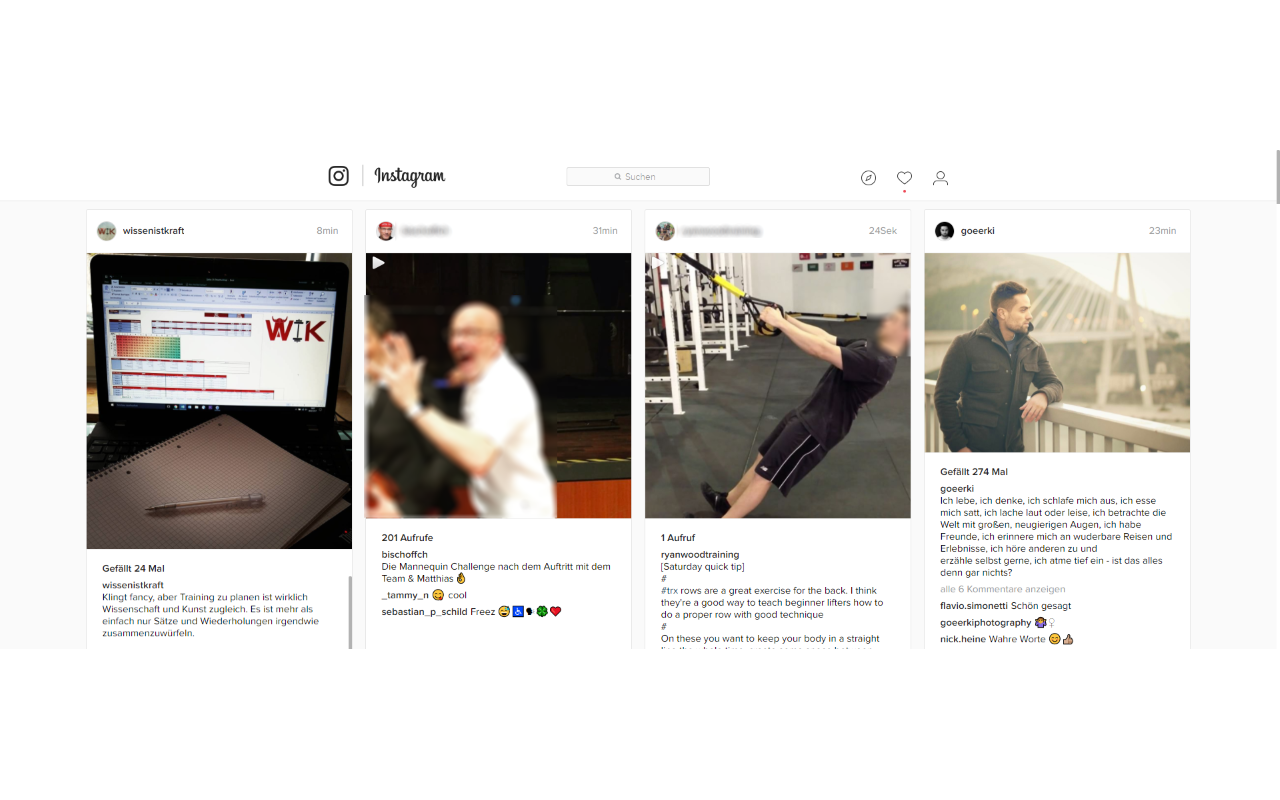 Instagram
Suchen
wissenistkraft
8min
WIK
Gefällt 24 Mal
wissenistkraft
Klingt fancy, aber Training zu planen ist wirklich
Wissenschaft und Kunst zugleich. Es ist mehr als
einfach nur Sätze und Wiederholungen irgendwie
zusammenzuwürfeln.
31min
201 Aufrufe
bischoffch
Die Mannequin Challenge nach dem Auftritt mit dem
Team & Matthias 👌
_tammy_n 😋 cool
sebastian_p_schild Freez 😅♿🗣🍀❤
24Sek
1 Aufruf
ryanwoodtraining
[Saturday quick tip]
#
#trx rows are a great exercise for the back. I think
they're a good way to teach beginner lifters how to
do a proper row with good technique
#
On these you want to keep your body in a straight
goeerki
23min
Gefällt 274 Mal
goeerki
Ich lebe, ich denke, ich schlafe mich aus, ich esse
mich satt, ich lache laut oder leise, ich betrachte die
Welt mit großen, neugierigen Augen, ich habe
Freunde, ich erinnere mich an wuderbare Reisen und
Erlebnisse, ich höre anderen zu und
erzähle selbst gerne, ich atme tief ein - ist das alles
denn gar nichts?
alle 6 Kommentare anzeigen
flavio.simonetti Schön gesagt
goeerkiphotography 🤷‍♀
nick.heine Wahre Worte 😊👍